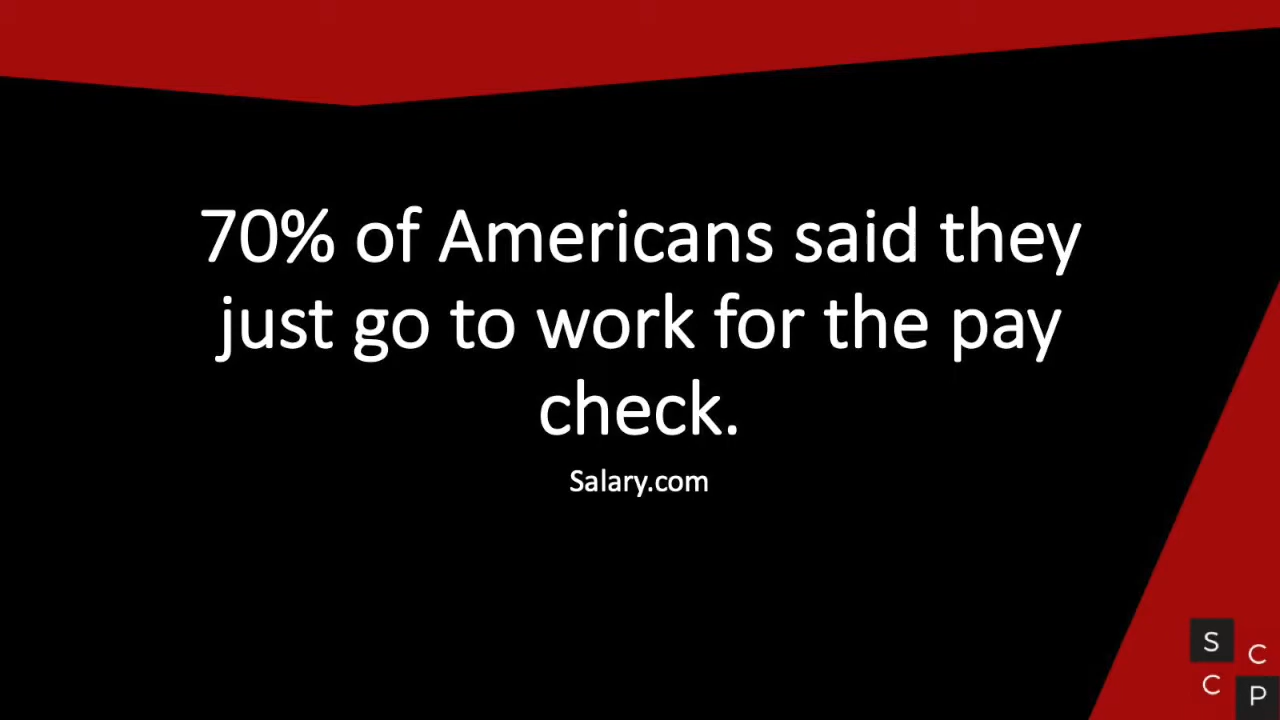 70% of Americans said they
just go to work for the pay
check.
Salary.com
S
C
C
P